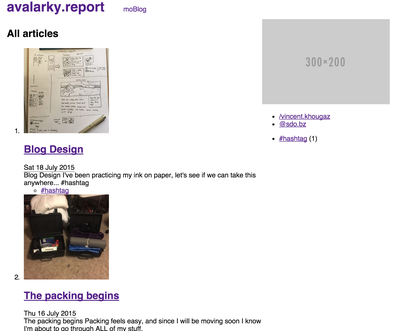 avalarky.report moBlog
All articles
300×200
/vincent.khougaz
@sdo.bz
#hashtag (1)
1.
Blog Design
Sat 18 July 2015
Blog Design I've been practicing my ink on paper, let's see if we can take this
anywhere... #hashtag
#hashtag
2.
The packing begins
Thu 16 July 2015
The packing begins Packing feels easy, and since I will be moving soon I know
I'm about to go through ALL of my stuff.